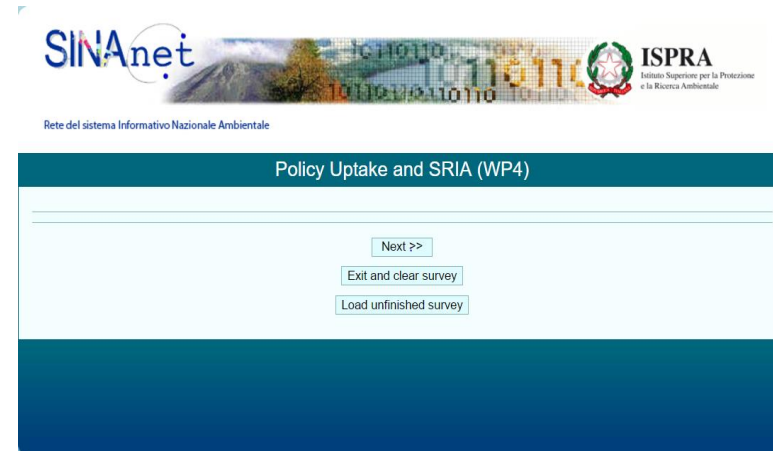 SINAnet
ISPRA
Istituto Superiore per la Protezione
e la Ricerca Ambientale
Rete del sistema Informativo Nazionale Ambientale
Policy Uptake and SRIA (WP4)
Next >>
Exit and clear survey
Load unfinished survey